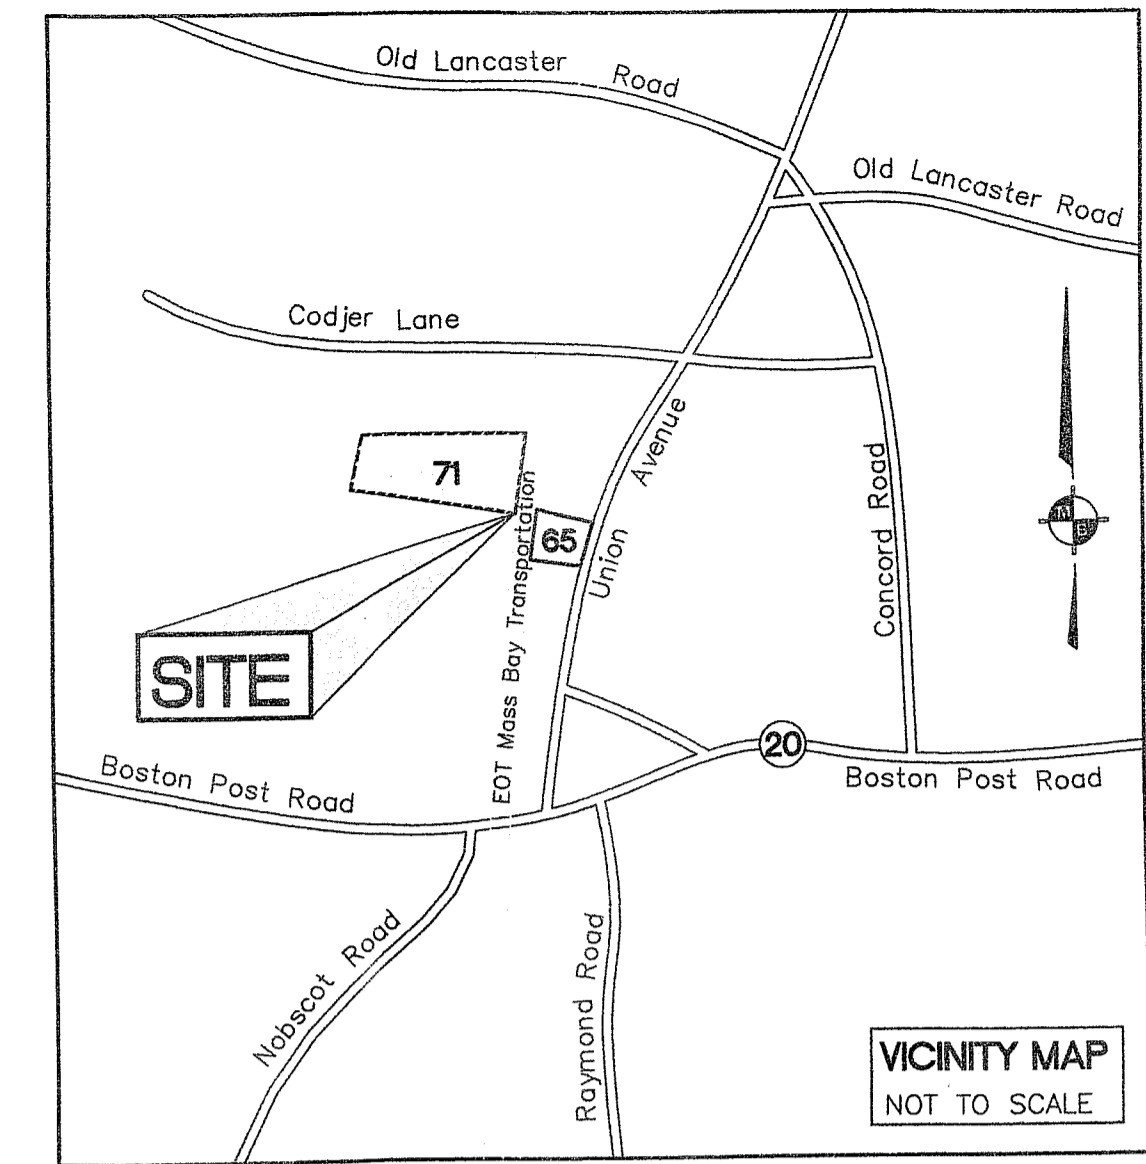 Old Lancaster Road
Old Lancaster Road
Codjer Lane
Union Avenue
71
65
EOT Mass Bay Transportation
Concord Road
SITE
20
Boston Post Road
Boston Post Road
Nobscot Road
Raymond Road
VICINITY MAP
NOT TO SCALE